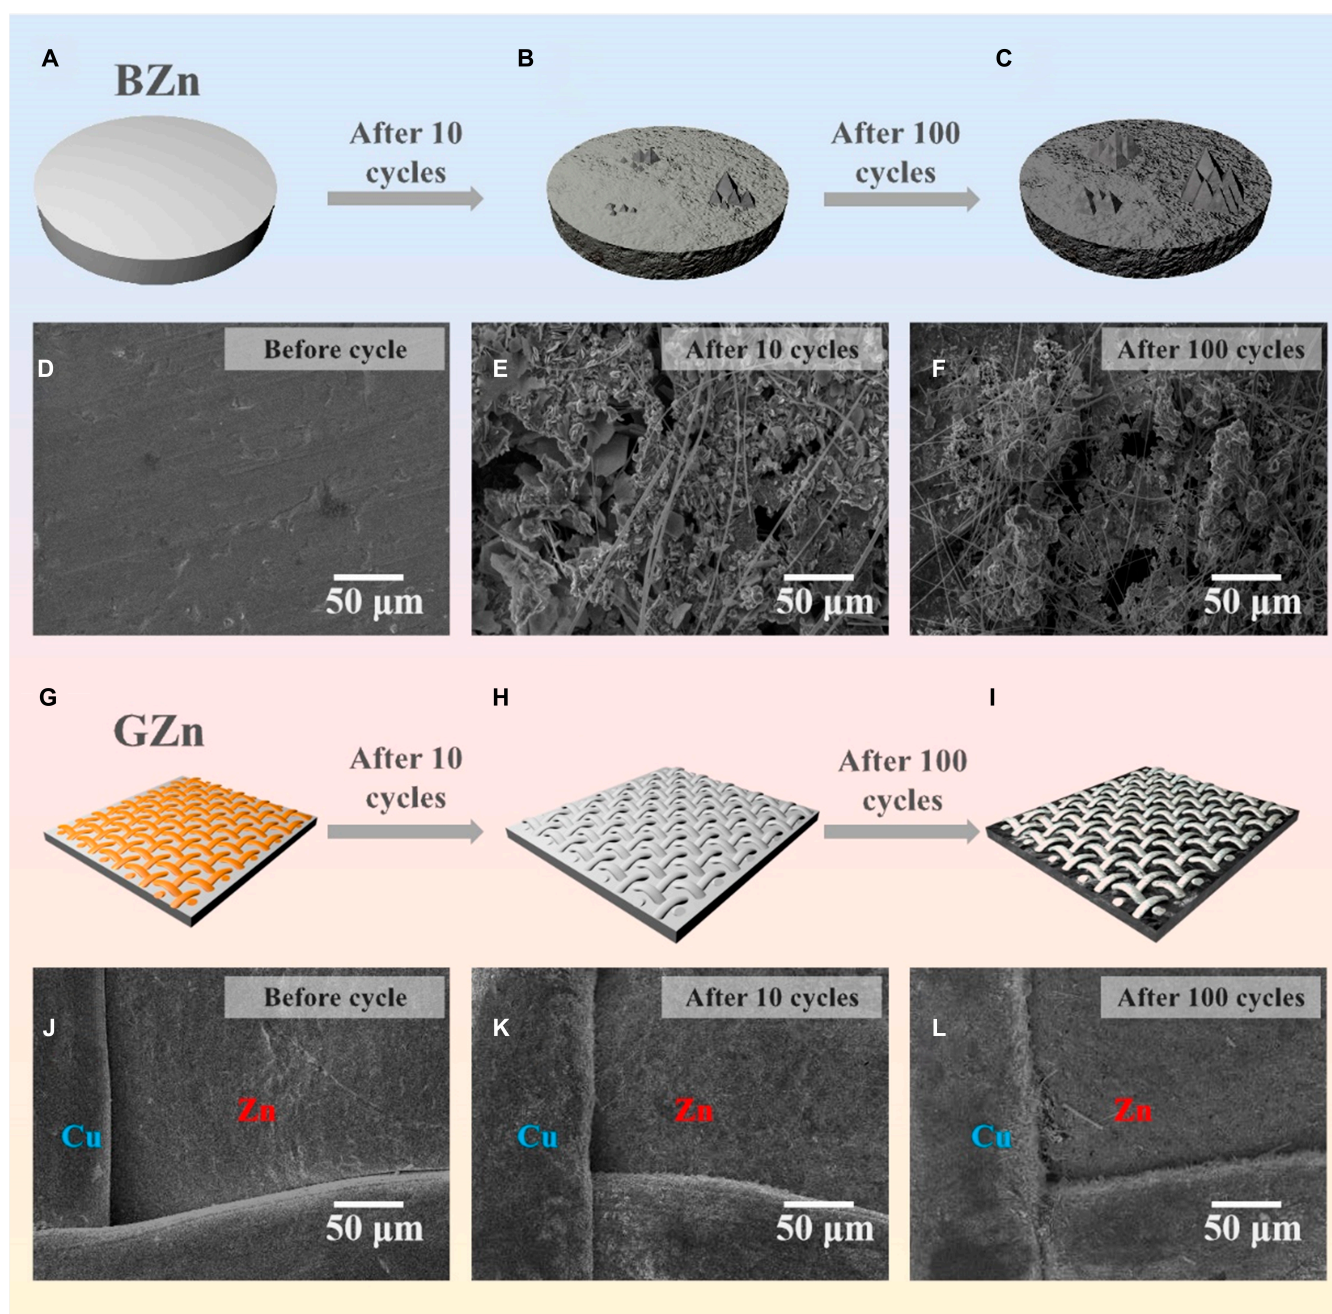 A
B
C
BZn
After 10
cycles
After 100
cycles
D
Before cycle
50 µm
E
After 10 cycles
50 µm
F
After 100 cycles
50 µm
G
H
I
GZn
After 10
cycles
After 100
cycles
J
Before cycle
Cu
Zn
50 µm
K
After 10 cycles
Cu
Zn
50 µm
L
After 100 cycles
Cu
Zn
50 µm